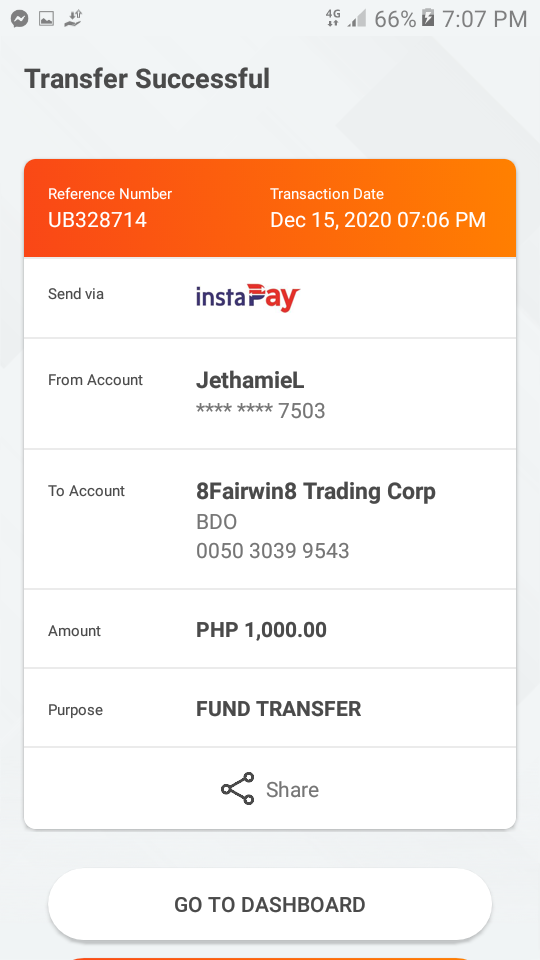 4G 66% 7:07 PM
Transfer Successful
Reference Number Transaction Date
UB328714 Dec 15, 2020 07:06 PM
Send via instaPay
From Account JethamieL
**** **** 7503
To Account 8Fairwin8 Trading Corp
BDO
0050 3039 9543
Amount PHP 1,000.00
Purpose FUND TRANSFER
Share
GO TO DASHBOARD